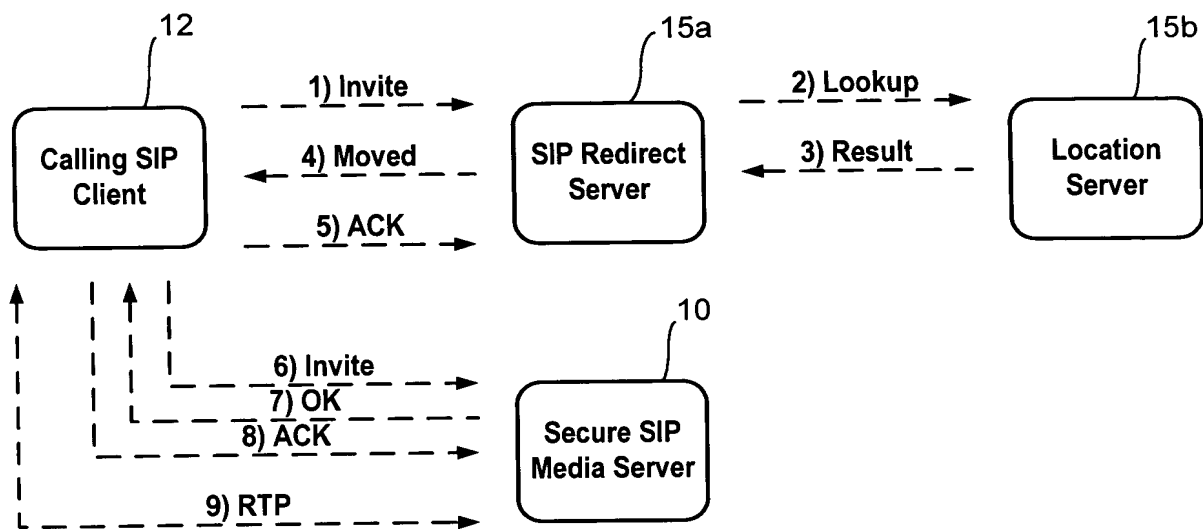 12
15a
15b
1) Invite
2) Lookup
Calling SIP
Client
4) Moved
SIP Redirect
Server
3) Result
Location
Server
5) ACK
10
6) Invite
7) OK
8) ACK
Secure SIP
Media Server
9) RTP